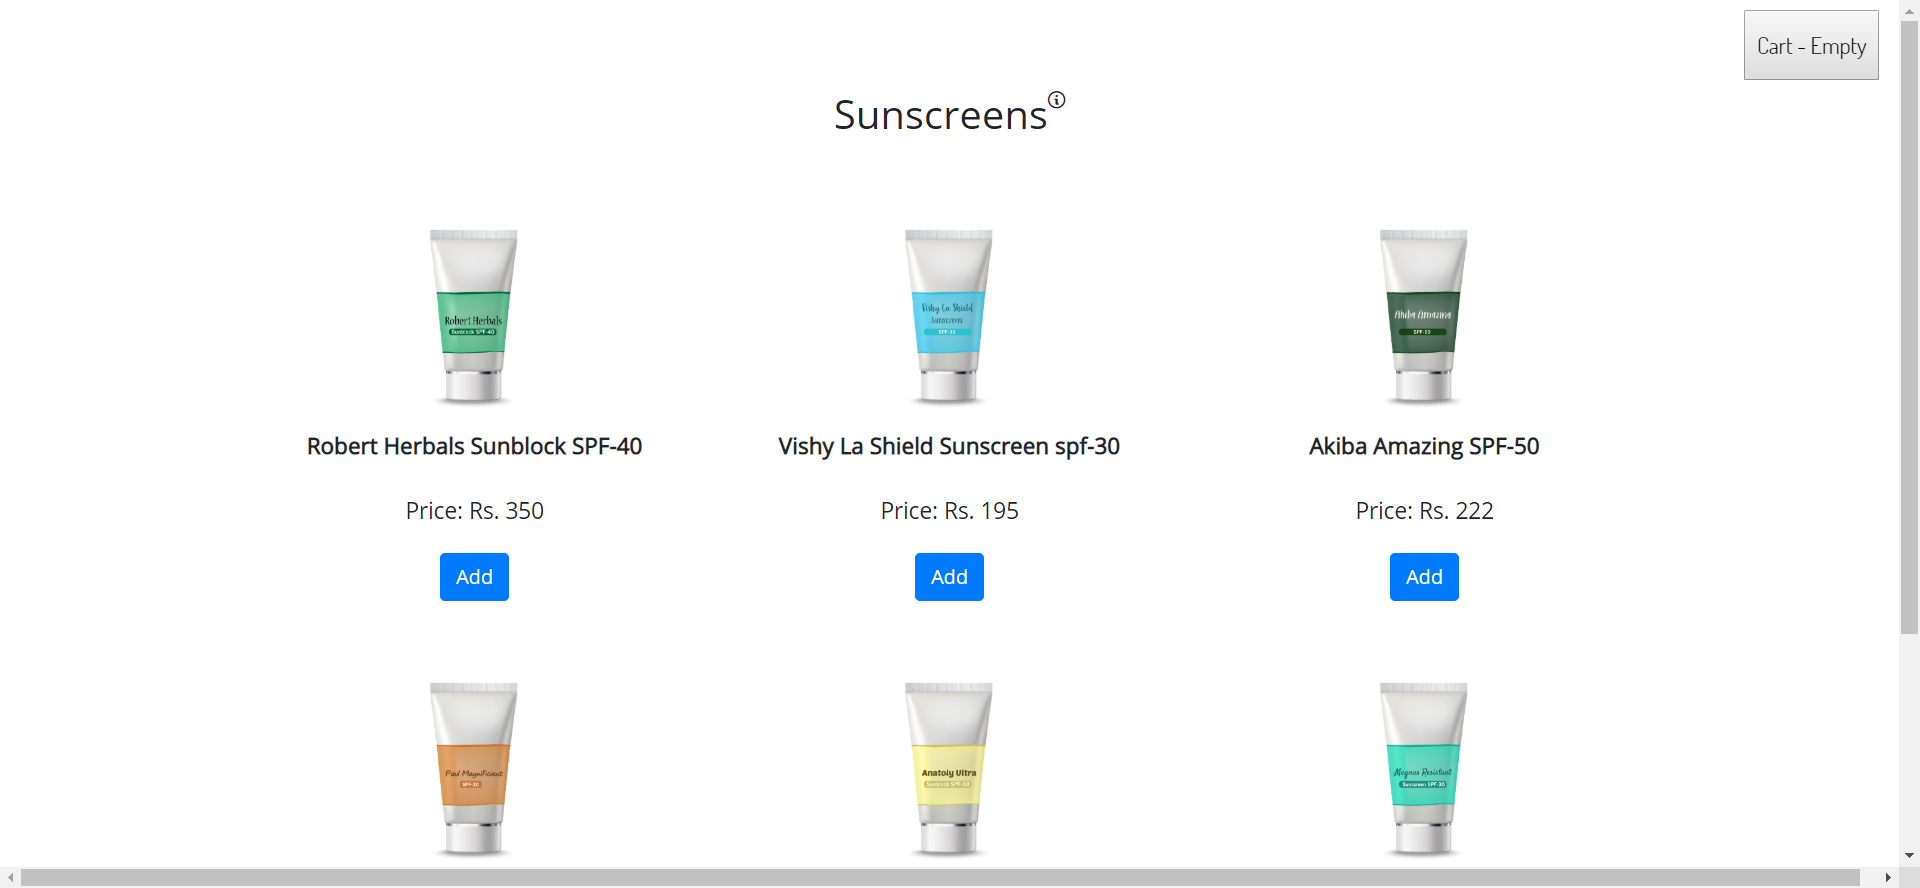 Cart - Empty
Sunscreens
Robert Herbals
Sunblock SPF-40
Vishy La Shield
Sunscreen
SPF-30
Akiba Amazing
SPF-50
Robert Herbals Sunblock SPF-40
Vishy La Shield Sunscreen spf-30
Akiba Amazing SPF-50
Price: Rs. 350
Price: Rs. 195
Price: Rs. 222
Add
Add
Add
Paul Magnificient
SPF-30
Anatoly Ultra
Sunblock SPF-50
Magnus Resistant
Sunscreen SPF-30